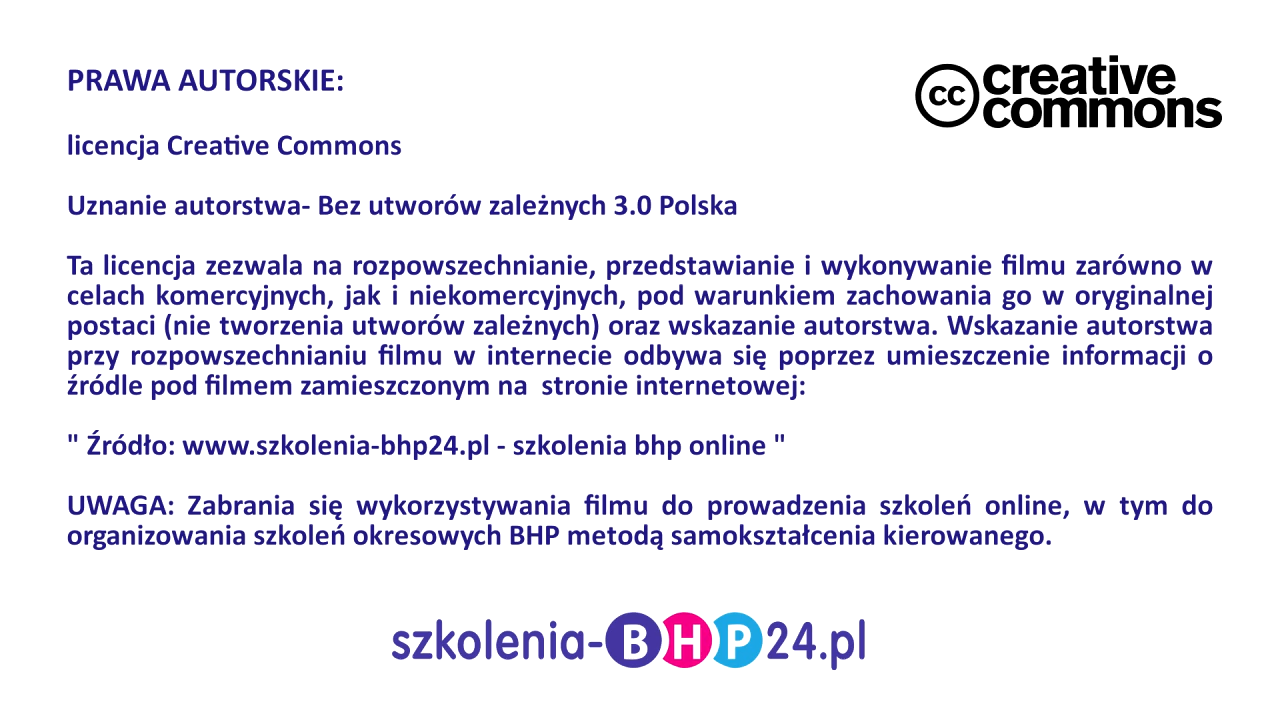 PRAWA AUTORSKIE:
cc creative
commons
licencja Creative Commons
Uznanie autorstwa- Bez utworów zależnych 3.0 Polska
Ta licencja zezwala na rozpowszechnianie, przedstawianie i wykonywanie filmu zarówno w
celach komercyjnych, jak i niekomercyjnych, pod warunkiem zachowania go w oryginalnej
postaci (nie tworzenia utworów zależnych) oraz wskazanie autorstwa. Wskazanie autorstwa
przy rozpowszechnianiu filmu w internecie odbywa się poprzez umieszczenie informacji o
źródle pod filmem zamieszczonym na  stronie internetowej:
" Źródło: www.szkolenia-bhp24.pl - szkolenia bhp online "
UWAGA: Zabrania się wykorzystywania filmu do prowadzenia szkoleń online, w tym do
organizowania szkoleń okresowych BHP metodą samokształcenia kierowanego.
szkolenia-BHP24.pl